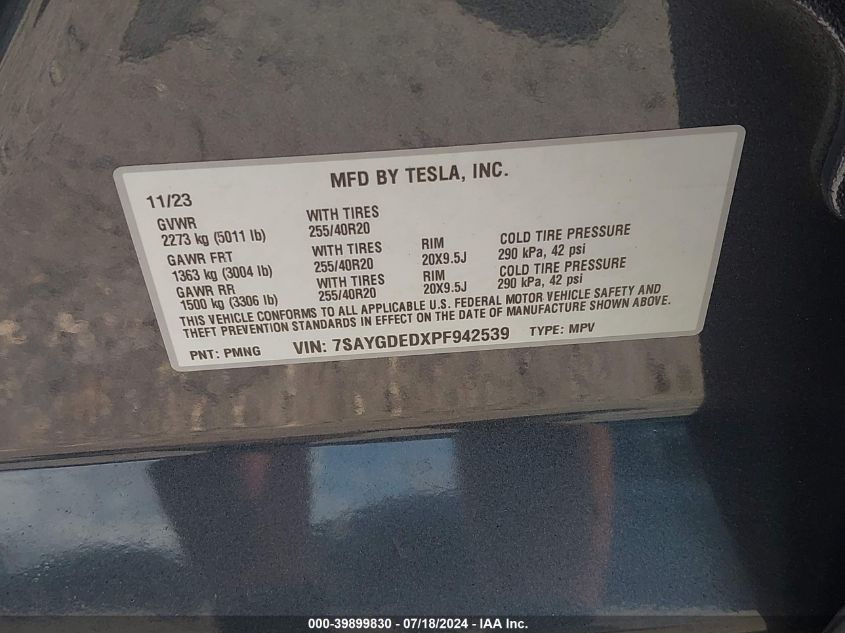 MFD BY TESLA, INC.
11/23
GVWR
2273 kg (5011 lb)
WITH TIRES
255/40R20
GAWR FRT
1363 kg (3004 lb)
WITH TIRES
255/40R20
RIM
20X9.5J
COLD TIRE PRESSURE
290 kPa, 42 psi
GAWR RR
1500 kg (3306 lb)
WITH TIRES
255/40R20
RIM
20X9.5J
COLD TIRE PRESSURE
290 kPa, 42 psi
THIS VEHICLE CONFORMS TO ALL APPLICABLE U.S. FEDERAL MOTOR VEHICLE SAFETY AND
THEFT PREVENTION STANDARDS IN EFFECT ON THE DATE OF MANUFACTURE SHOWN ABOVE.
PNT: PMNG VIN: 7SAYGDEDXPF942539 TYPE: MPV
000-39899830 - 07/18/2024 - IAA Inc.